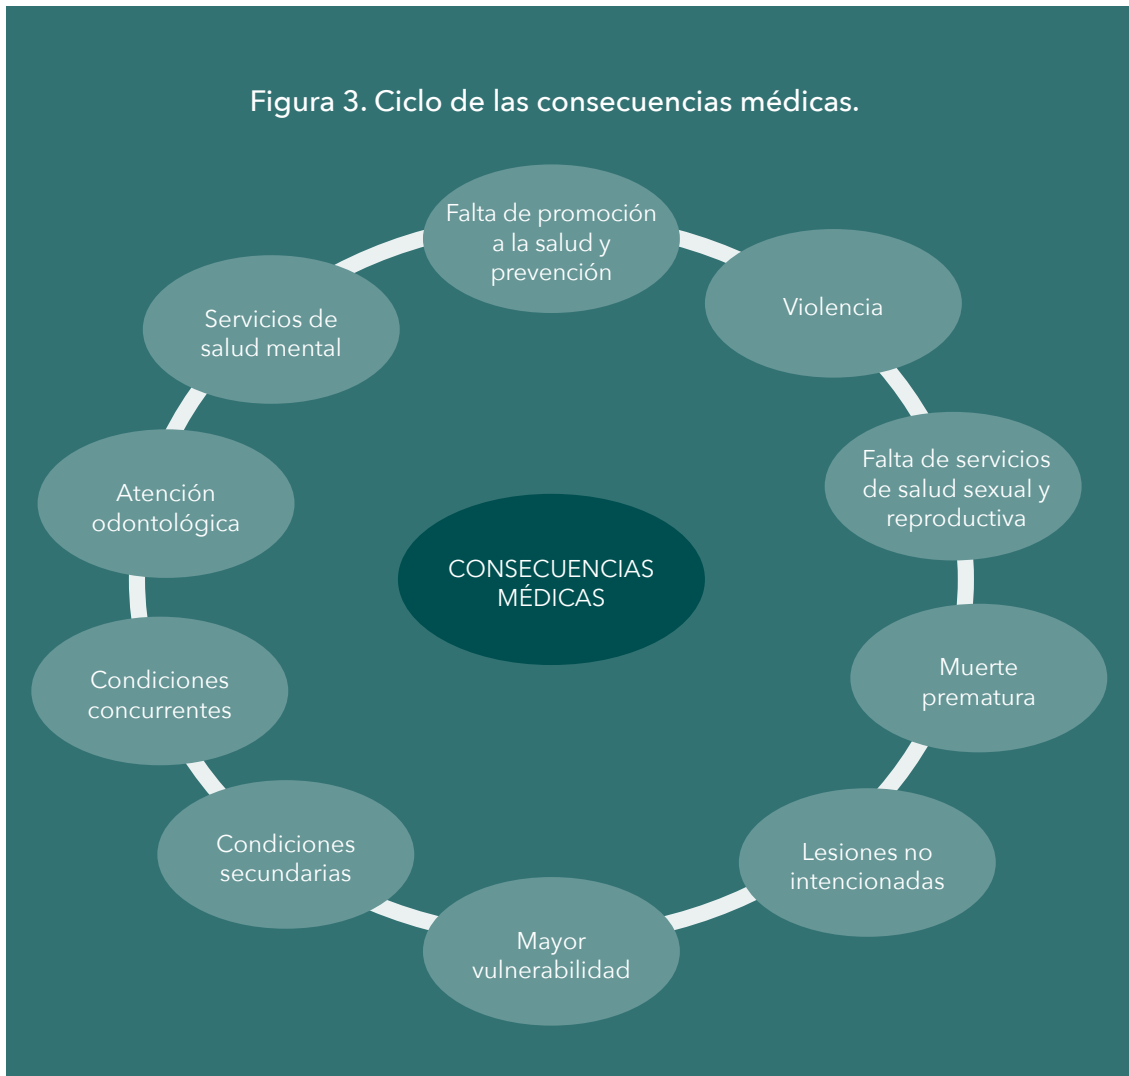 Figura 3. Ciclo de las consecuencias médicas.
Falta de promoción
a la salud y
prevención
Violencia
Falta de servicios
de salud sexual y
reproductiva
Muerte
prematura
Lesiones no
intencionadas
Mayor
vulnerabilidad
Condiciones
secundarias
Condiciones
concurrentes
Atención
odontológica
Servicios de
salud mental
CONSECUENCIAS
MÉDICAS